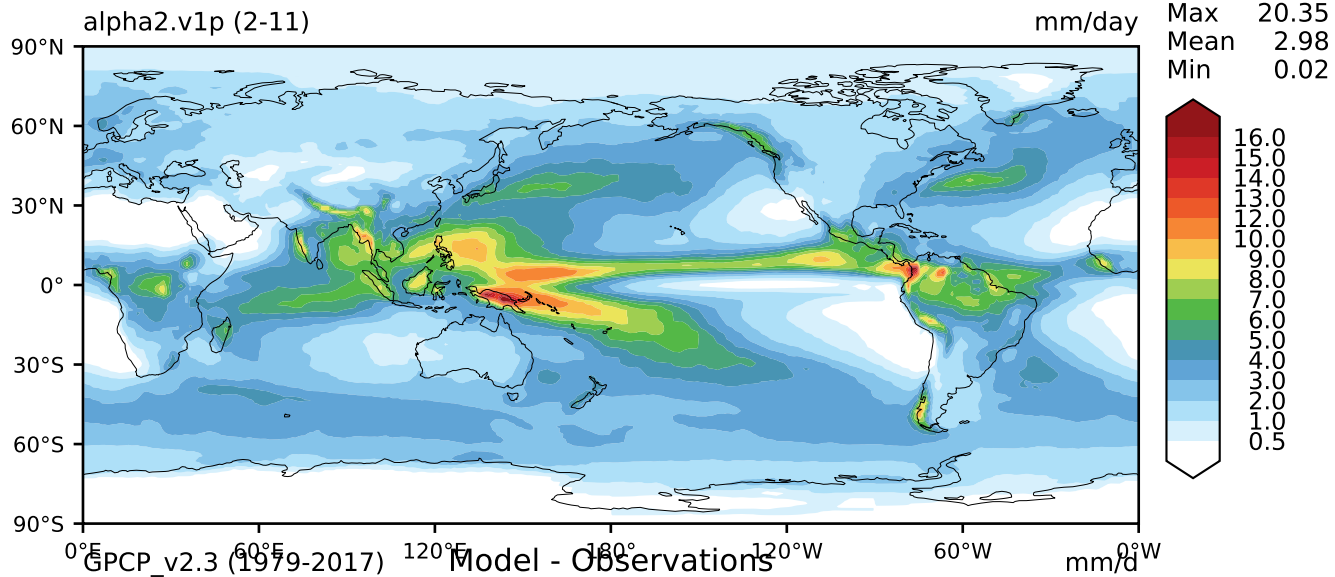 alpha2.v1p (2-11) mm/day
Max 20.35
Mean 2.98
Min 0.02
90°N
60°N
30°N
0°
30°S
60°S
90°S
16.0
15.0
14.0
13.0
12.0
10.0
9.0
8.0
7.0
6.0
5.0
4.0
3.0
2.0
1.0
0.5
0°E 60°E 120°E 180° 120°W 60°W 0°W
GPCP_v2.3 (1979-2017) Model - Observations mm/d